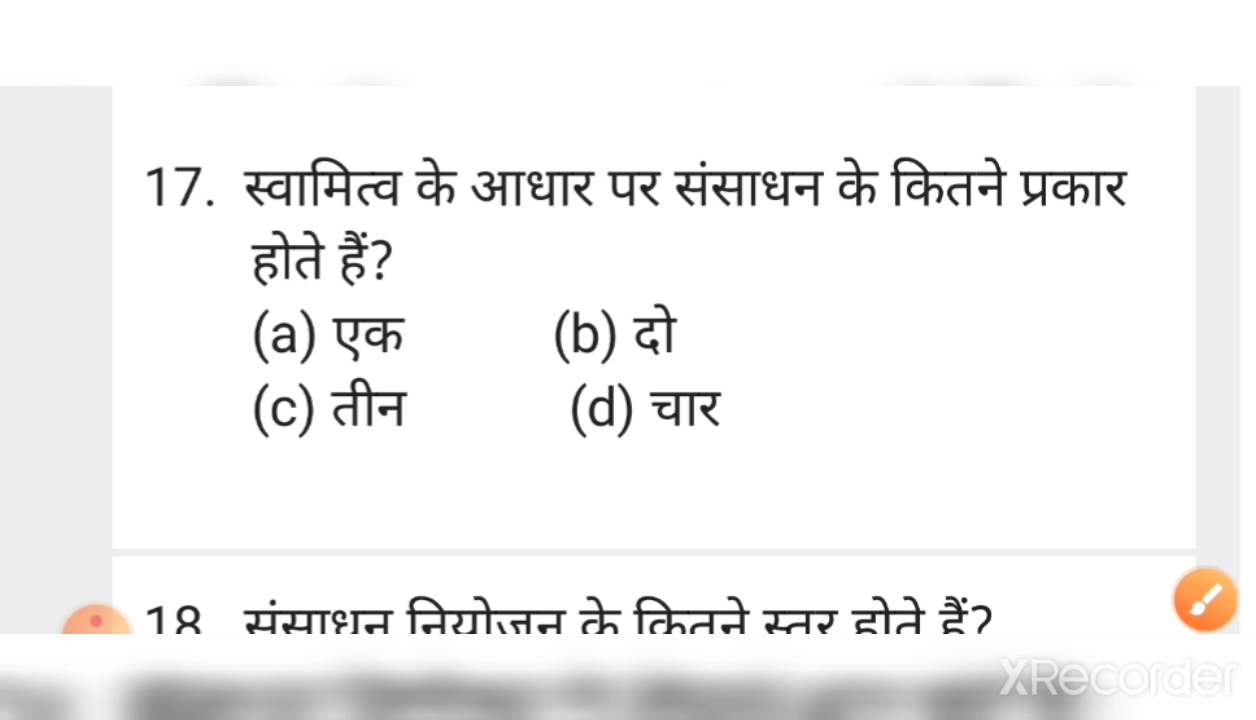 17. स्वामित्व के आधार पर संसाधन के कितने प्रकार
होते हैं?
(a) एक (b) दो
(c) तीन (d) चार
18 संसाधन नियोजन के कितने स्तर होते हैं?
XRecorder